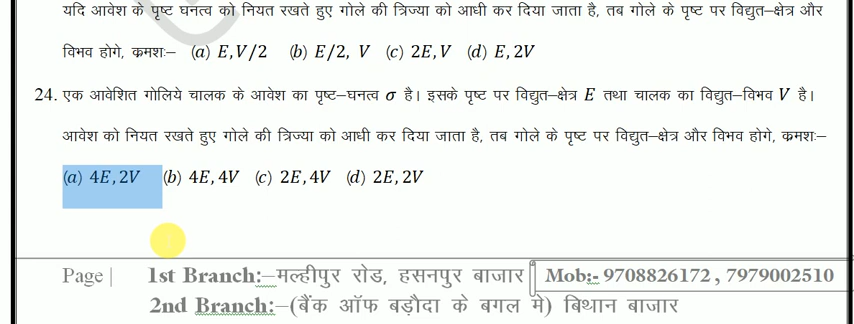 यदि आवेश के पृष्ट घनत्व को नियत रखते हुए गोले की त्रिज्या को आधी कर दिया जाता है, तब गोले के पृष्ट पर विद्युत–क्षेत्र और
विभव होगे, क्रमशः– (a) E,V/2 (b) E/2, V (c) 2E,V (d) E,2V
24. एक आवेशित गोलिये चालक के आवेश का पृष्ट–घनत्व σ है। इसके पृष्ट पर विद्युत–क्षेत्र E तथा चालक का विद्युत–विभव V है।
आवेश को नियत रखते हुए गोले की त्रिज्या को आधी कर दिया जाता है, तब गोले के पृष्ट पर विद्युत–क्षेत्र और विभव होगे, क्रमशः–
(a) 4E,2V (b) 4E,4V (c) 2E,4V (d) 2E,2V
Page | 1st Branch:–मल्हीपुर रोड, हसनपुर बाजार Mob:- 9708826172 , 7979002510
2nd Branch:–(बैंक ऑफ बड़ौदा के बगल मे) बिथान बाजार